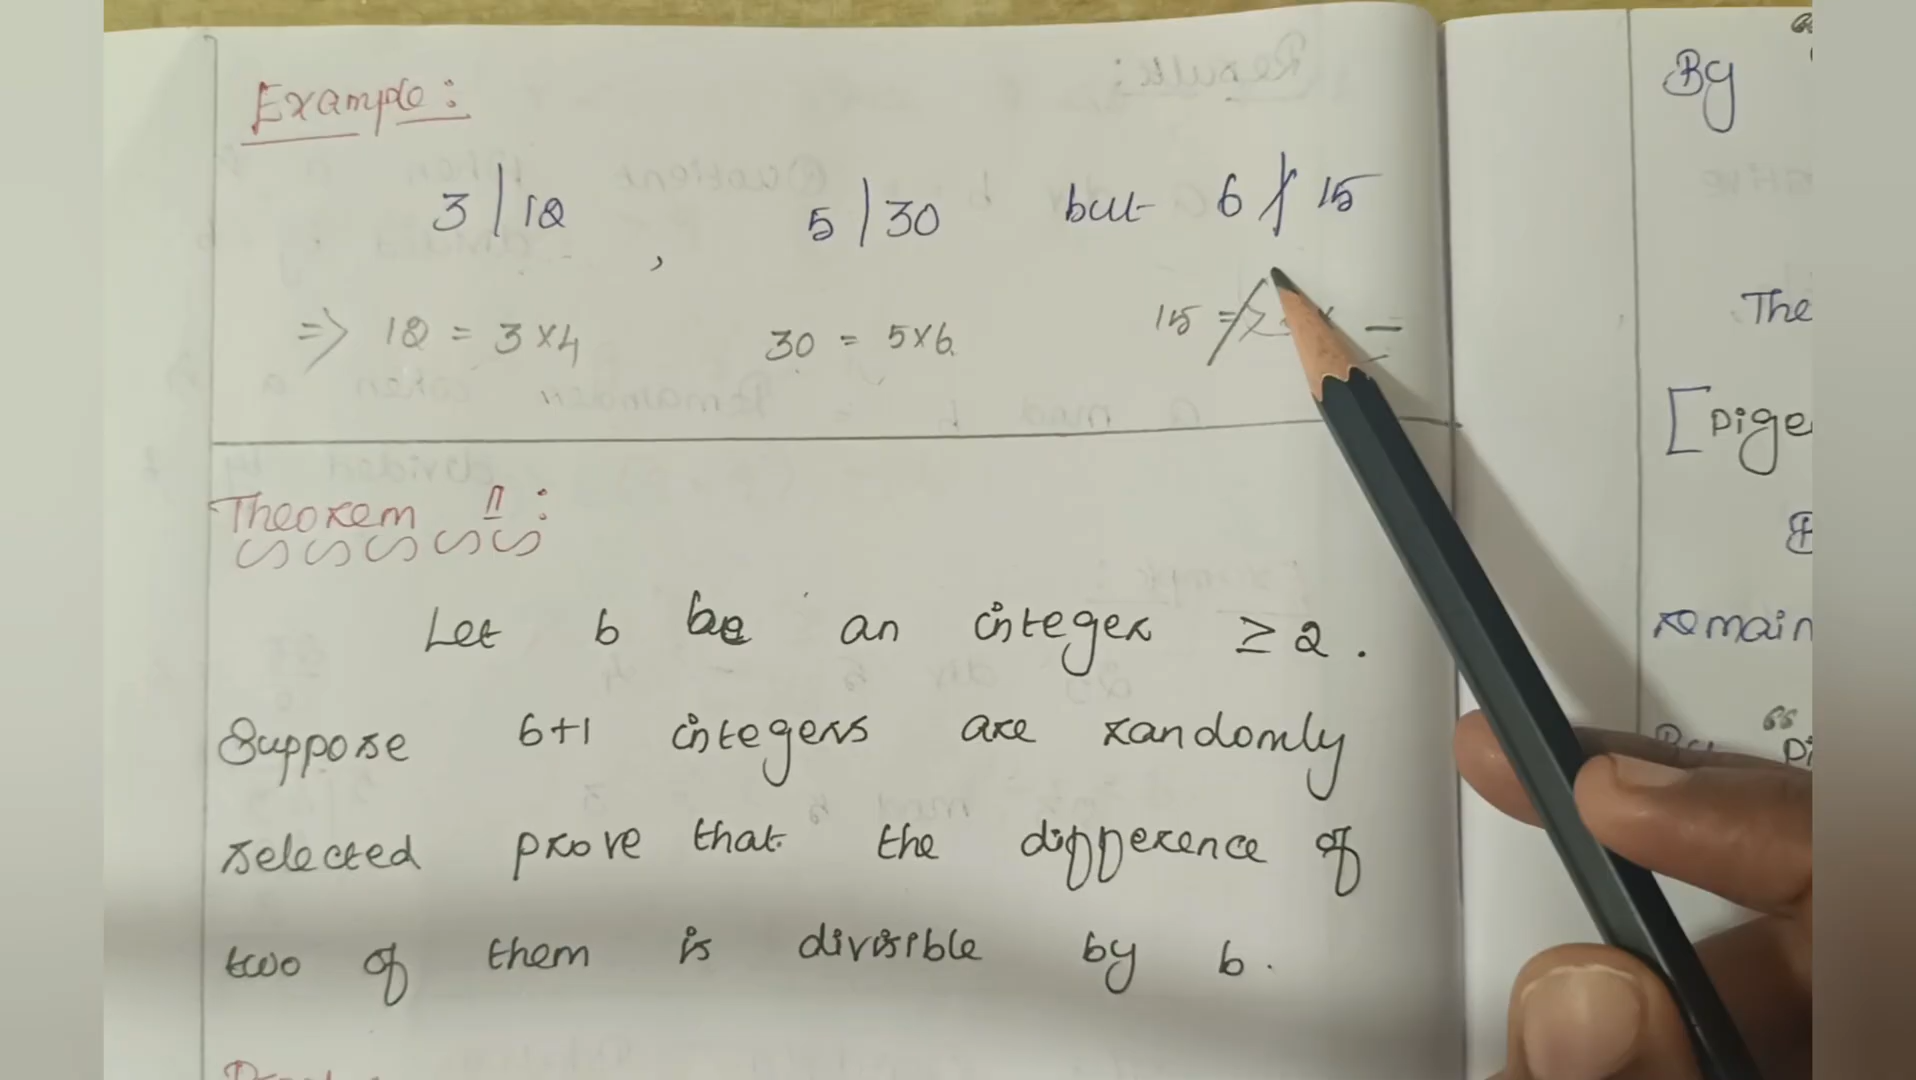 Example:
3 | 12 , 5 | 30 but 6 ∤ 15
=> 12 = 3 x 4 30 = 5 x 6. 15 =
Theorem II:
Let b be an integer ≥ 2.
Suppose b+1 integers are randomly
selected prove that the difference of
two of them is divisible by b.
By
The
[Pige
remain